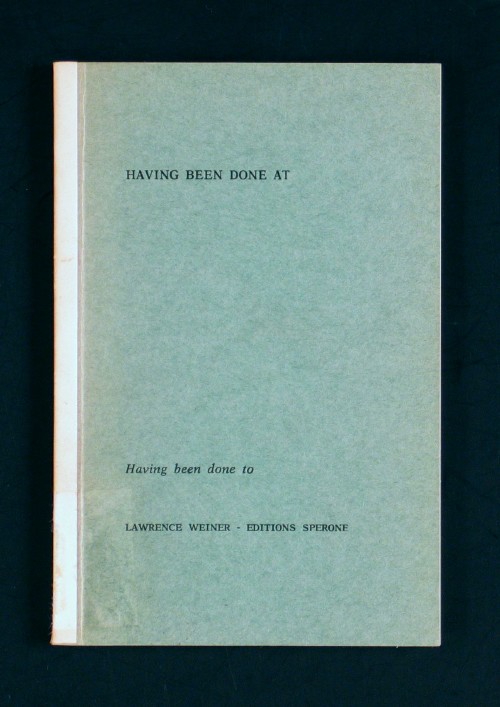 HAVING BEEN DONE AT
Having been done to
LAWRENCE WEINER - EDITIONS SPERONE